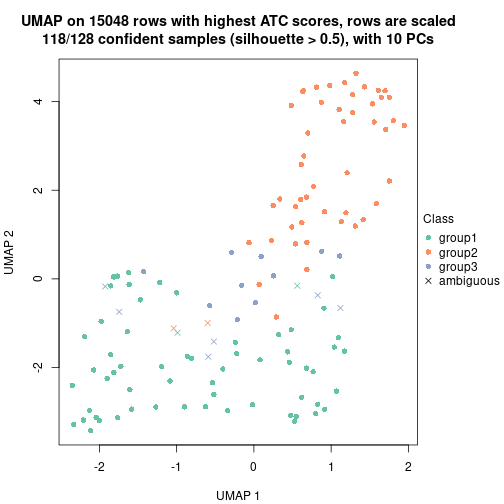 UMAP on 15048 rows with highest ATC scores, rows are scaled
118/128 confident samples (silhouette > 0.5), with 10 PCs
4
2
0
-2
UMAP 2
-2
-1
0
1
2
UMAP 1
Class
group1
group2
group3
ambiguous